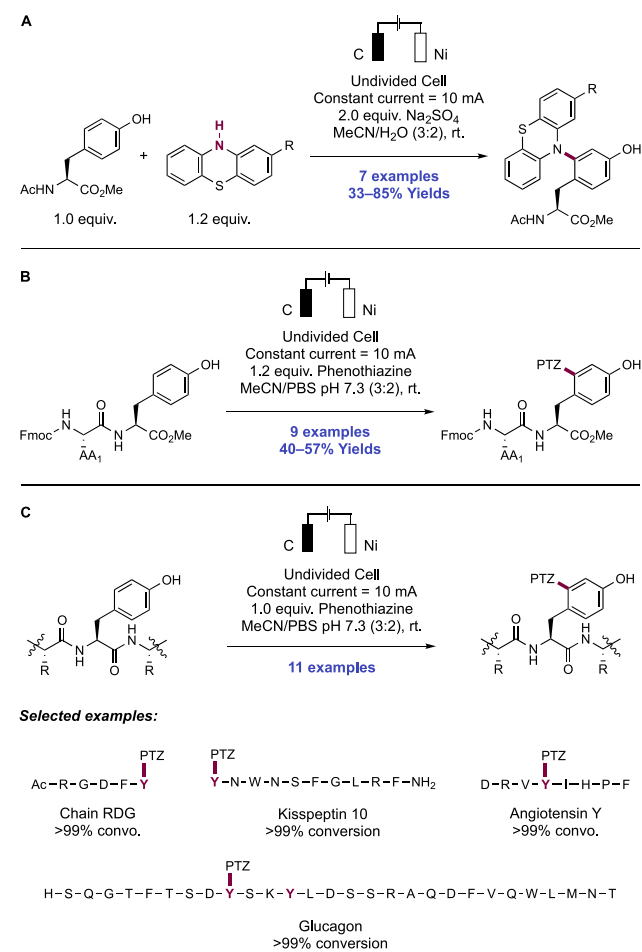 A
C Ni
Undivided Cell
Constant current = 10 mA
2.0 equiv. Na2SO4
MeCN/H2O (3:2), rt.
7 examples
33–85% Yields
OH
AcHN CO2Me
1.0 equiv.
+
H
N
S
R
1.2 equiv.
R
S
N
OH
AcHN CO2Me
B
C Ni
Undivided Cell
Constant current = 10 mA
1.2 equiv. Phenothiazine
MeCN/PBS pH 7.3 (3:2), rt.
9 examples
40–57% Yields
OH
O
H
N
Fmoc
N
H
CO2Me
AA1
PTZ
OH
O
H
N
Fmoc
N
H
CO2Me
AA1
C
C Ni
Undivided Cell
Constant current = 10 mA
1.0 equiv. Phenothiazine
MeCN/PBS pH 7.3 (3:2), rt.
11 examples
OH
O
H
N
N
H
O
R
R
PTZ
OH
O
H
N
N
H
O
R
R
Selected examples:
PTZ
Ac–R–G–D–F–Y
Chain RDG
>99% convo.
PTZ
Y–N–W–N–S–F–G–L–R–F–NH2
Kisspeptin 10
>99% conversion
PTZ
D–R–V–Y–I–H–P–F
Angiotensin Y
>99% convo.
PTZ
H–S–Q–G–T–F–T–S–D–Y–S–K–Y–L–D–S–S–R–A–Q–D–F–V–Q–W–L–M–N–T
Glucagon
>99% conversion